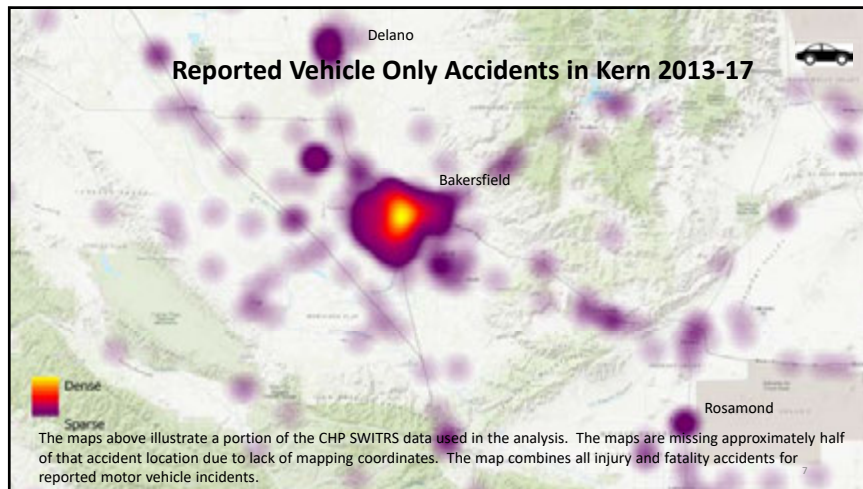 Delano
Reported Vehicle Only Accidents in Kern 2013-17
Bakersfield
Dense
Sparse
Rosamond
The maps above illustrate a portion of the CHP SWITRS data used in the analysis. The maps are missing approximately half
of that accident location due to lack of mapping coordinates. The map combines all injury and fatality accidents for
reported motor vehicle incidents.
7